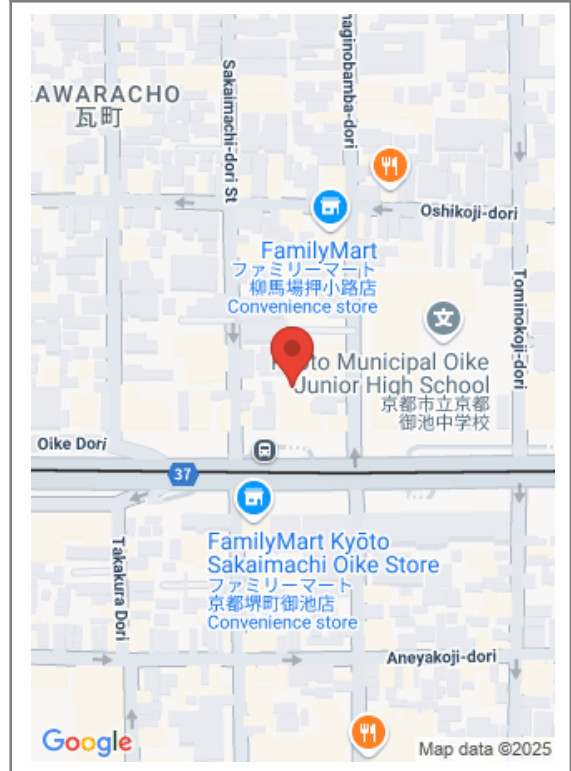 AWARACHO
瓦町
Sakaimachi-dori St
naginobamba-dori
Oshikoji-dori
FamilyMart
ファミリーマート
柳馬場押小路店
Convenience store
Tominokoji-dori
文
K oto Municipal Oike
Junior High School
京都市立京都
御池中学校
Oike Dori
37
FamilyMart Kyōto
Sakaimachi Oike Store
ファミリーマート
京都堺町御池店
Convenience store
Takakura Dori
Aneyakoji-dori
Google
Map data ©2025